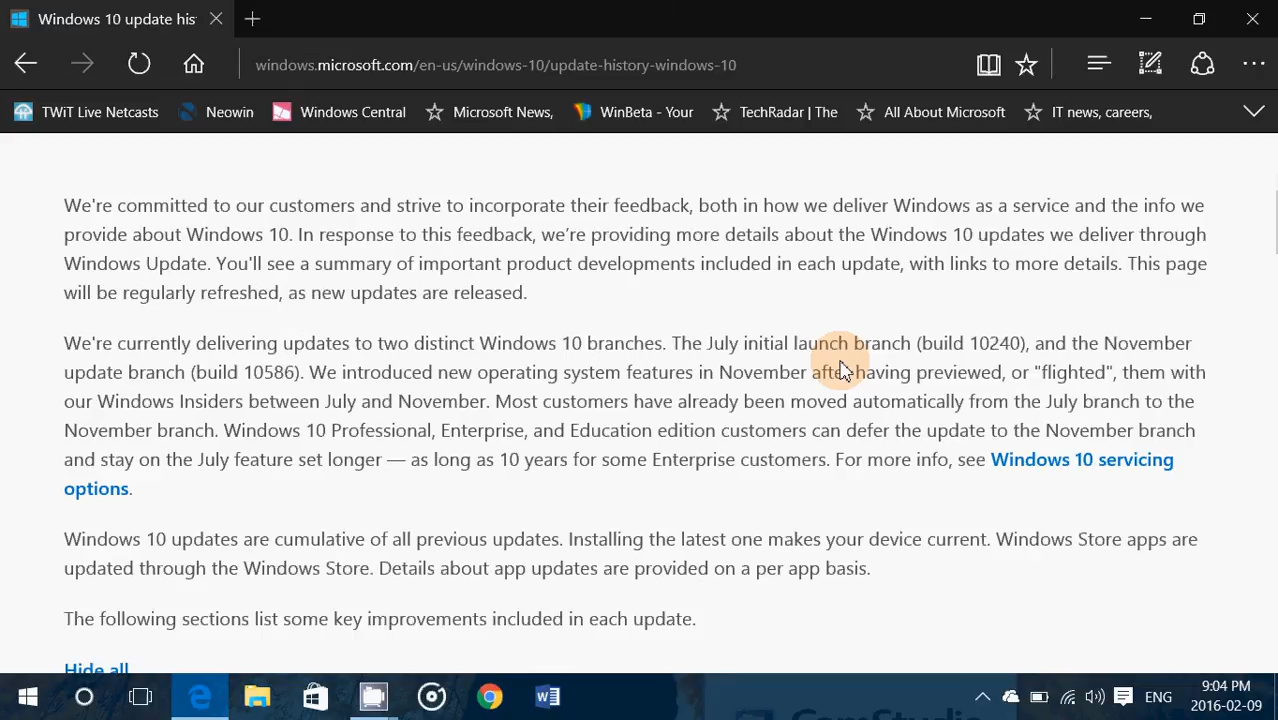 Windows 10 update his
windows.microsoft.com/en-us/windows-10/update-history-windows-10
TWiT Live Netcasts Neowin Windows Central Microsoft News, WinBeta - Your TechRadar | The All About Microsoft IT news, careers,
We're committed to our customers and strive to incorporate their feedback, both in how we deliver Windows as a service and the info we
provide about Windows 10. In response to this feedback, we’re providing more details about the Windows 10 updates we deliver through
Windows Update. You'll see a summary of important product developments included in each update, with links to more details. This page
will be regularly refreshed, as new updates are released.
We're currently delivering updates to two distinct Windows 10 branches. The July initial launch branch (build 10240), and the November
update branch (build 10586). We introduced new operating system features in November after having previewed, or "flighted", them with
our Windows Insiders between July and November. Most customers have already been moved automatically from the July branch to the
November branch. Windows 10 Professional, Enterprise, and Education edition customers can defer the update to the November branch
and stay on the July feature set longer — as long as 10 years for some Enterprise customers. For more info, see Windows 10 servicing
options.
Windows 10 updates are cumulative of all previous updates. Installing the latest one makes your device current. Windows Store apps are
updated through the Windows Store. Details about app updates are provided on a per app basis.
The following sections list some key improvements included in each update.
Hide all
ENG
9:04 PM
2016-02-09
CamStudio